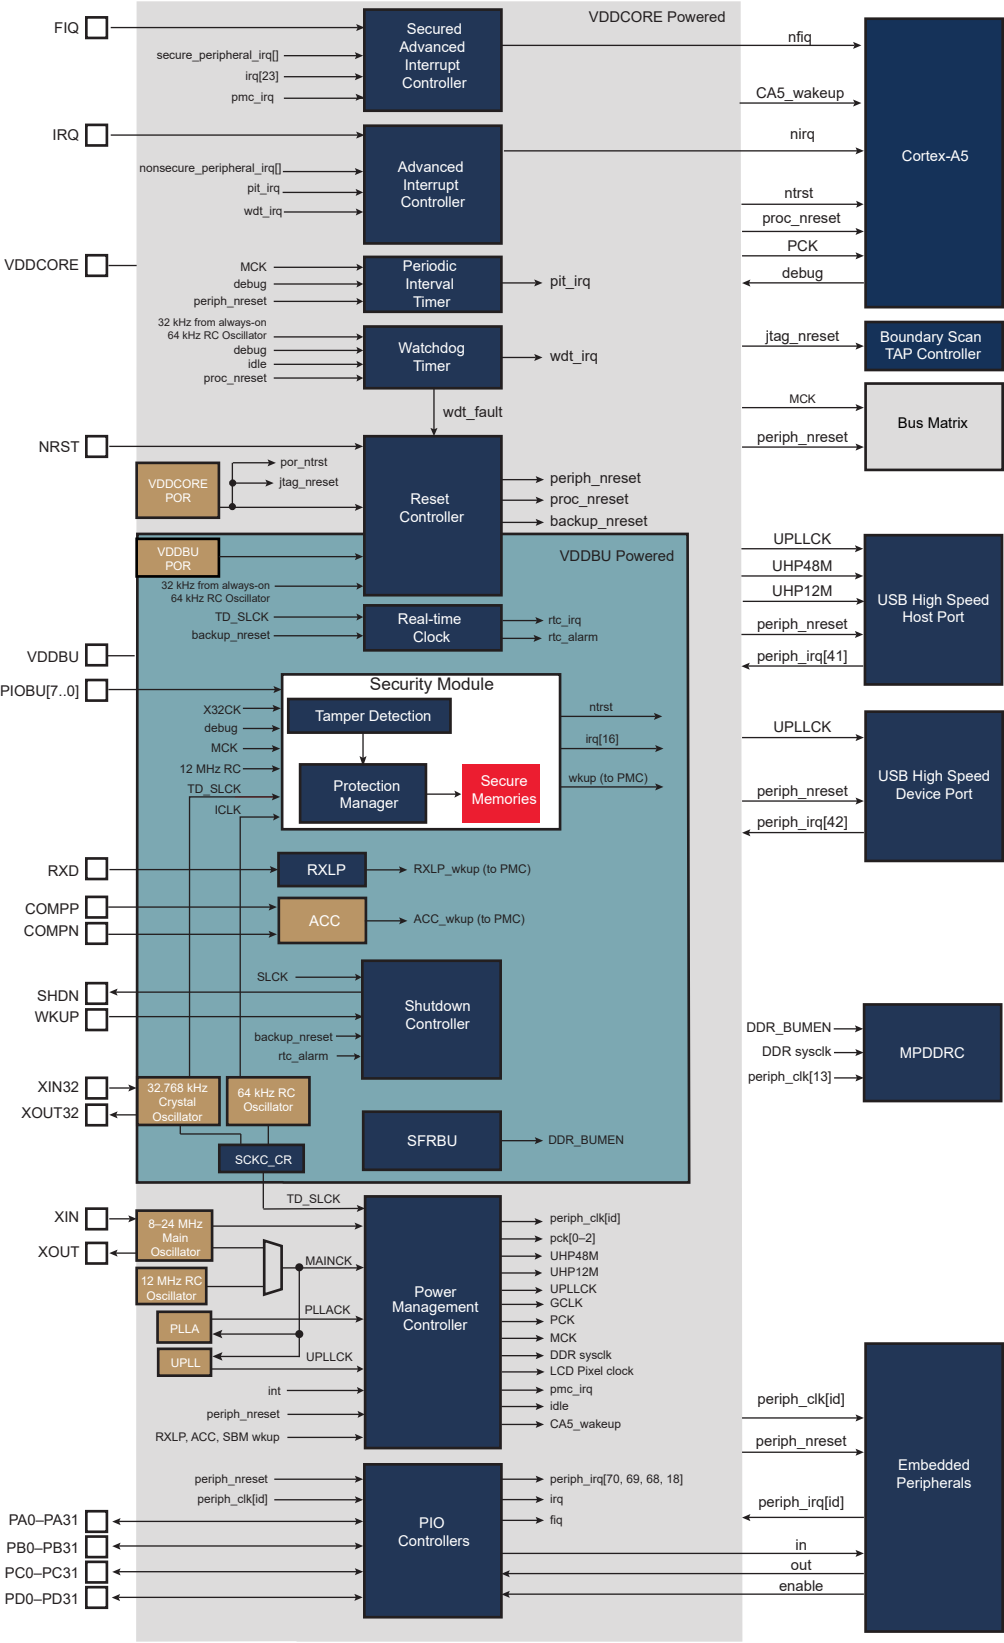 VDDCORE Powered
FIQ
secure_peripheral_irq[]
irq[23]
pmc_irq
Secured
Advanced
Interrupt
Controller
nfiq
CA5_wakeup
IRQ
nonsecure_peripheral_irq[]
pit_irq
wdt_irq
Advanced
Interrupt
Controller
nirq
Cortex-A5
ntrst
proc_nreset
PCK
debug
VDDCORE
MCK
debug
periph_nreset
Periodic
Interval
Timer
pit_irq
32 kHz from always-on
64 kHz RC Oscillator
debug
idle
proc_nreset
Watchdog
Timer
wdt_irq
wdt_fault
jtag_nreset
Boundary Scan
TAP Controller
MCK
periph_nreset
Bus Matrix
NRST
VDDCORE
POR
por_ntrst
jtag_nreset
Reset
Controller
periph_nreset
proc_nreset
backup_nreset
VDDBU Powered
VDDBU
POR
32 kHz from always-on
64 kHz RC Oscillator
TD_SLCK
backup_nreset
Real-time
Clock
rtc_irq
rtc_alarm
UPLLCK
UHP48M
UHP12M
periph_nreset
periph_irq[41]
USB High Speed
Host Port
VDDBU
PIOBU[7..0]
X32CK
debug
MCK
12 MHz RC
TD_SLCK
ICLK
Security Module
Tamper Detection
Protection
Manager
Secure
Memories
ntrst
irq[16]
wkup (to PMC)
UPLLCK
periph_nreset
periph_irq[42]
USB High Speed
Device Port
RXD
RXLP
RXLP_wkup (to PMC)
COMPP
COMPN
ACC
ACC_wkup (to PMC)
SHDN
WKUP
SLCK
backup_nreset
rtc_alarm
Shutdown
Controller
DDR_BUMEN
DDR sysclk
periph_clk[13]
MPDDRC
XIN32
XOUT32
32.768 kHz
Crystal
Oscillator
64 kHz RC
Oscillator
SCKC_CR
SFRBU
DDR_BUMEN
TD_SLCK
XIN
XOUT
8–24 MHz
Main
Oscillator
12 MHz RC
Oscillator
MAINCK
PLLACK
PLLA
UPLL
UPLLCK
int
periph_nreset
RXLP, ACC, SBM wkup
Power
Management
Controller
periph_clk[id]
pck[0–2]
UHP48M
UHP12M
UPLLCK
GCLK
PCK
MCK
DDR sysclk
LCD Pixel clock
pmc_irq
idle
CA5_wakeup
periph_nreset
periph_clk[id]
PA0–PA31
PB0–PB31
PC0–PC31
PD0–PD31
PIO
Controllers
periph_irq[70, 69, 68, 18]
irq
fiq
periph_clk[id]
periph_nreset
periph_irq[id]
in
out
enable
Embedded
Peripherals